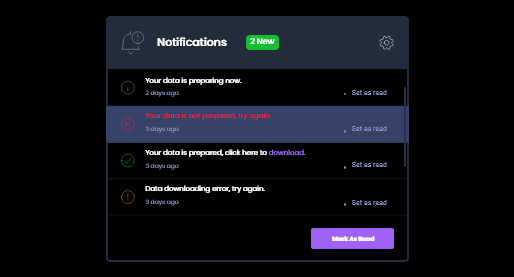 Notifications
2 New
Your data is preparing now.
2 days ago
Set as read
Your data is not prepared, try again.
3 days ago
Set as read
Your data is prepared, click here to download.
3 days ago
Set as read
Data downloading error, try again.
3 days ago
Set as read
Mark As Read